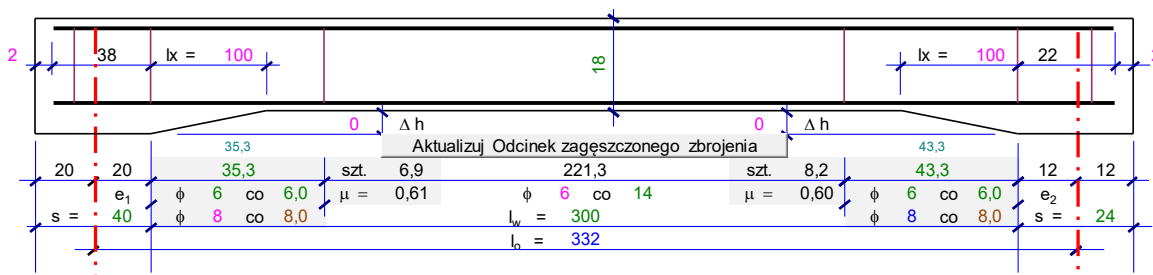 2 38 lx = 100 18 lx = 100 22
0 Δ h 0 Δ h
35,3 Aktualizuj Odcinek zagęszczonego zbrojenia 43,3
20 20 35,3 szt. 6,9 221,3 szt. 8,2 43,3 12 12
e1 ϕ 6 co 6,0 μ = 0,61 ϕ 6 co 14 μ = 0,60 ϕ 6 co 6,0 e2
s = 40 ϕ 8 co 8,0 lw = 300 ϕ 8 co 8,0 s = 24
lo = 332